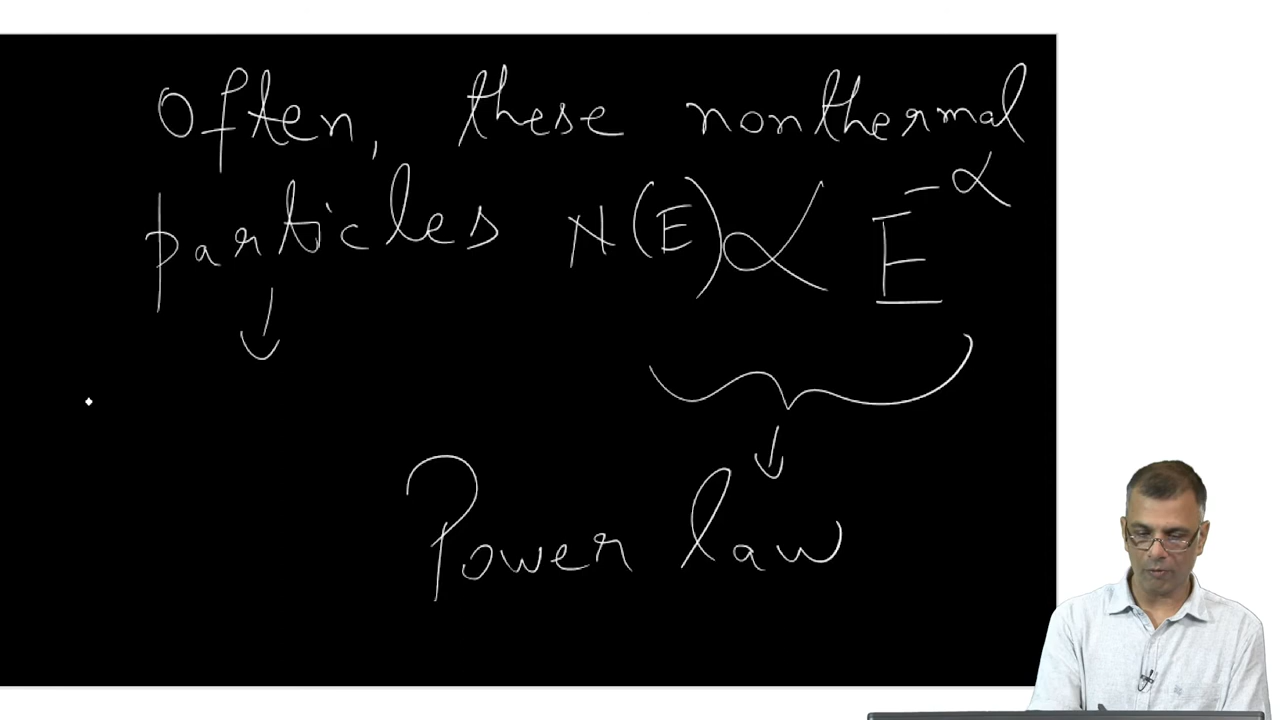 Often, these nonthermal
particles N(E) ∝ E^{-α}
↓
↓
Power law